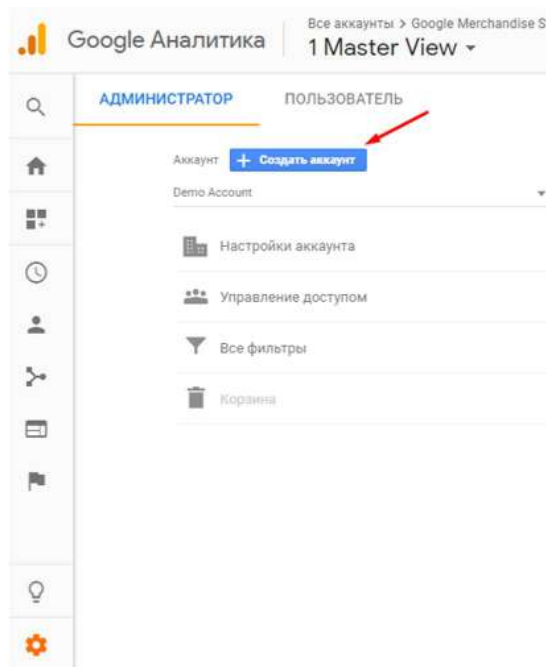 Все аккаунты > Google Merchandise S
Google Аналитика
1 Master View
АДМИНИСТРАТОР ПОЛЬЗОВАТЕЛЬ
Аккаунт + Создать аккаунт
Demo Account
Настройки аккаунта
Управление доступом
Все фильтры
Корзина